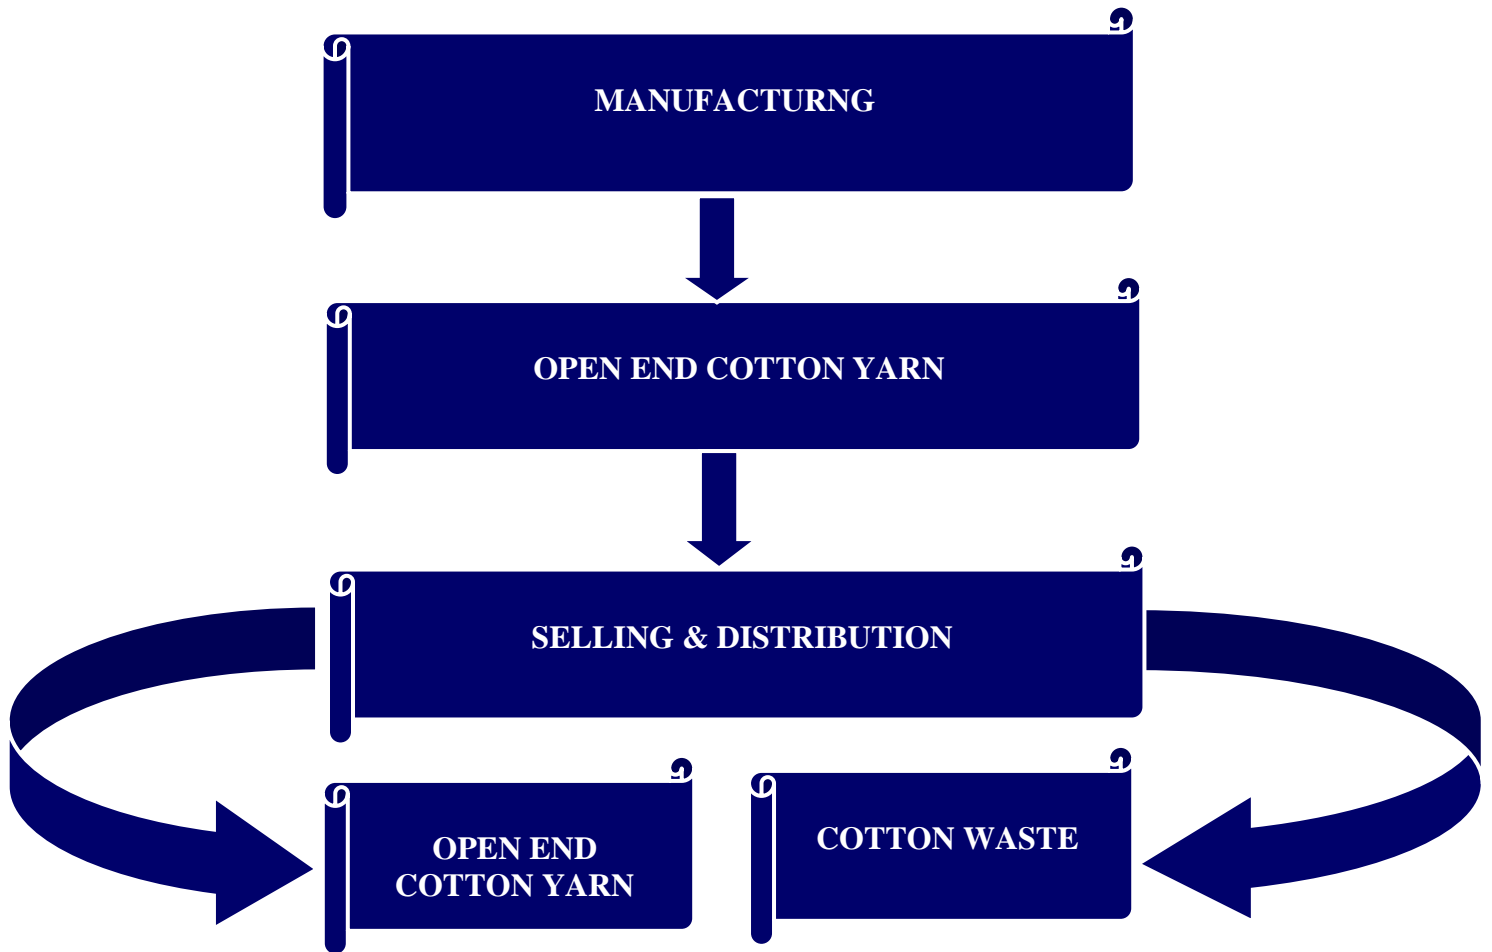 MANUFACTURNG
OPEN END COTTON YARN
SELLING & DISTRIBUTION
OPEN END
COTTON YARN
COTTON WASTE